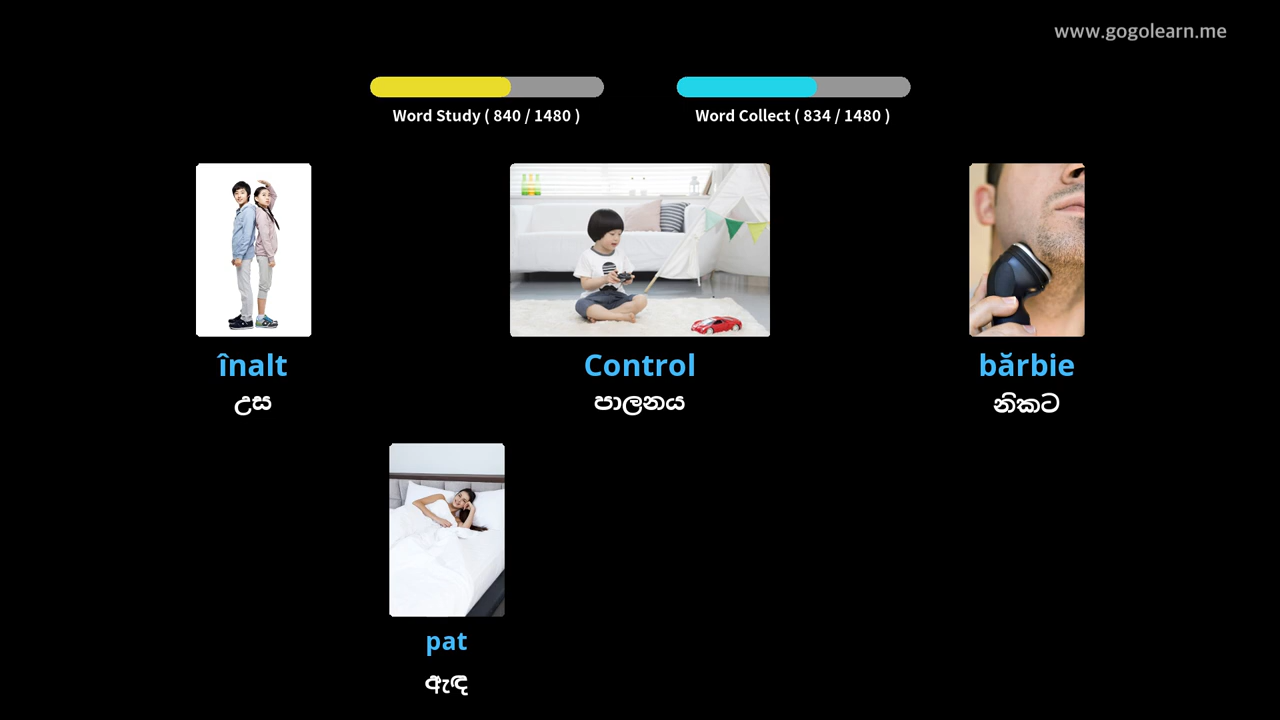 www.gogolearn.me
Word Study ( 840 / 1480 )
Word Collect ( 834 / 1480 )
înalt
උස
Control
පාලනය
bărbie
නිකට
pat
ඇඳ